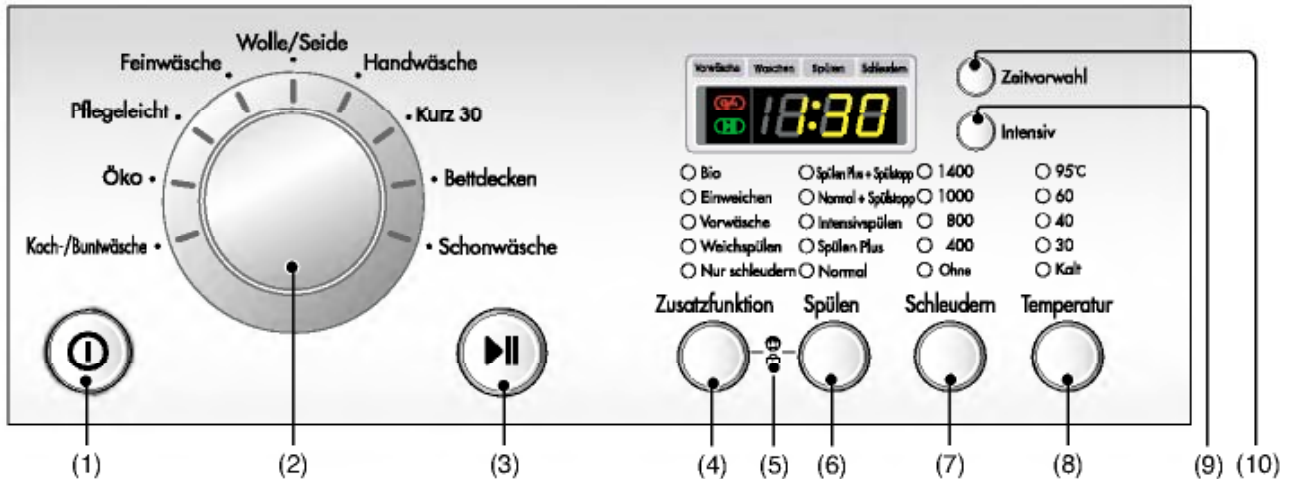 Wolle/Seide
Feinwäsche
Handwäsche
Pflegeleicht
Kurz 30
Öko
Bettdecken
Koch-/Buntwäsche
Schonwäsche
Vorwäsche Waschen Spülen Schleudern
1:30
Zeitvorwahl
Intensiv
Bio Spülen Plus + Spülstopp 1400 95°C
Einweichen Normal + Spülstopp 1000 60
Vorwäsche Intensivspülen 800 40
Weichspülen Spülen Plus 400 30
Nur schleudern Normal Ohne Kalt
Zusatzfunktion Spülen Schleudern Temperatur
(1) (2) (3) (4) (5) (6) (7) (8) (9) (10)